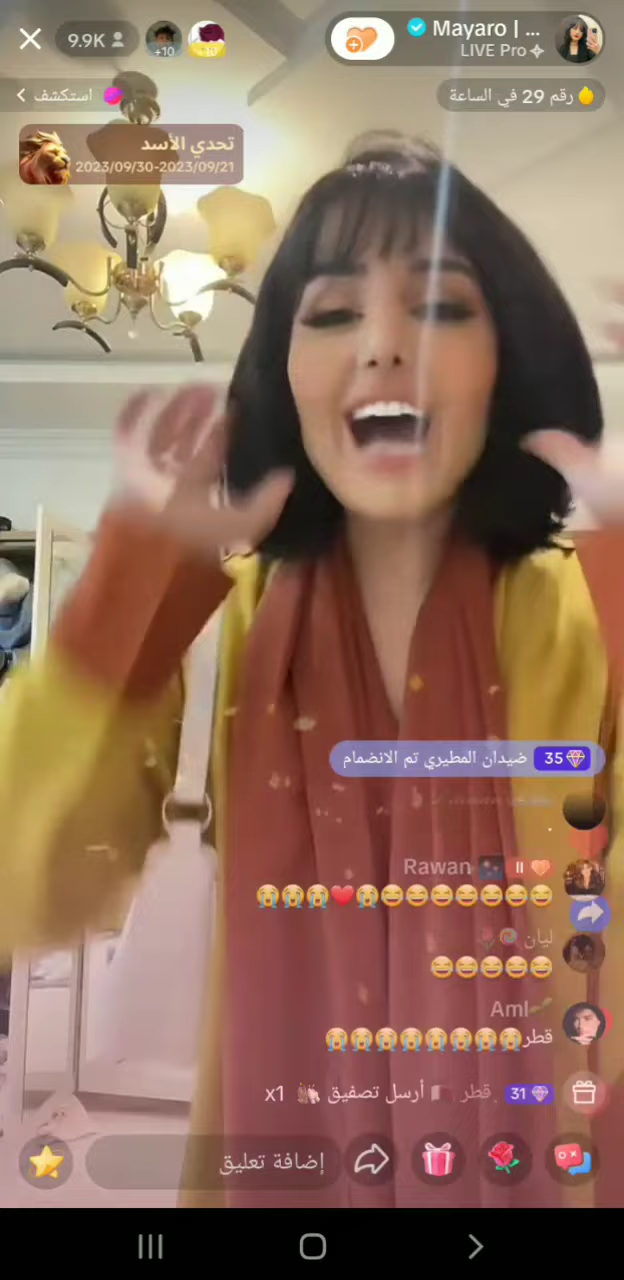 9.9K
+10
Mayaro | ...
LIVE Pro
استكشف
رقم 29 في الساعة
تحدي الأسد
2023/09/30-2023/09/21
35 ضيدان المطيري تم الانضمام
Rawan II
😭😭😭❤️😭😂😂😂😂😂😂😂
ليان
😂😂😂😂😂
Aml
قطر😭😭😭😭😭😭😭😭
31 قطر. أرسل تصفيق x1
إضافة تعليق